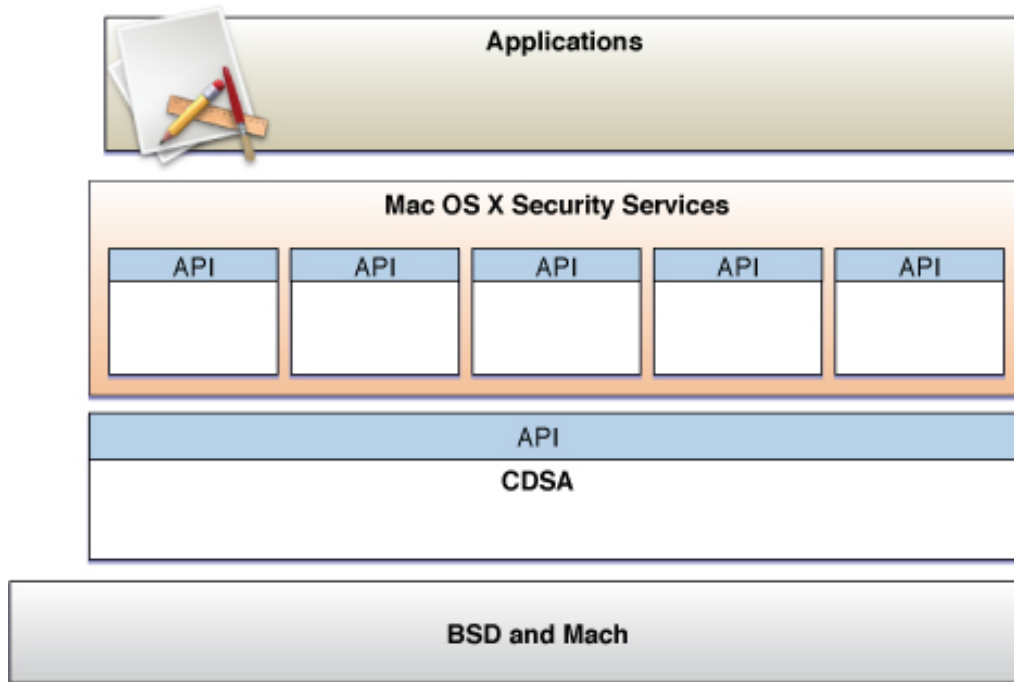 Applications
Mac OS X Security Services
API API API API API
API
CDSA
BSD and Mach